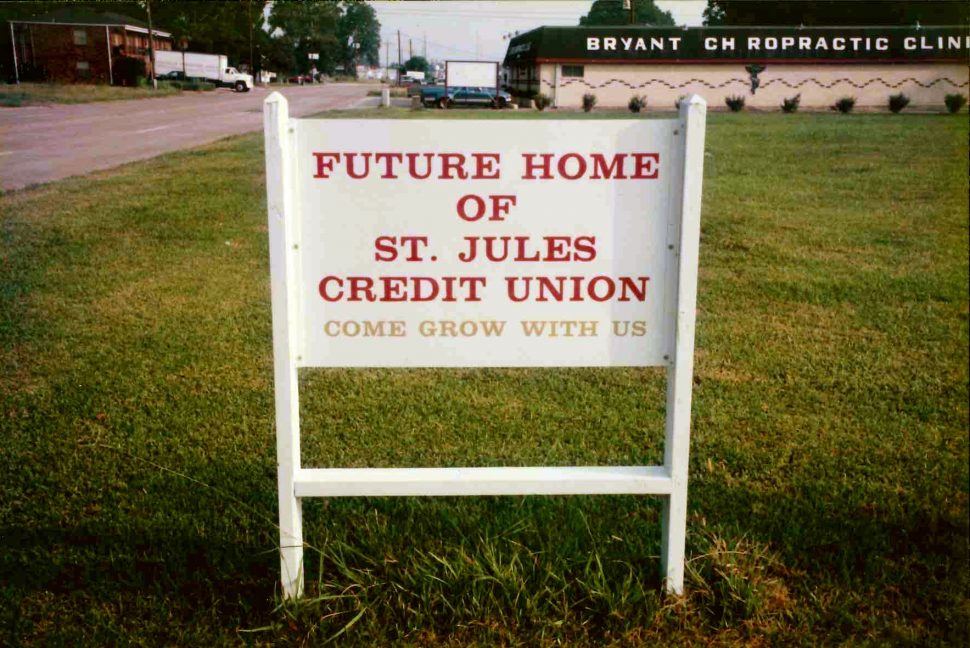 BRYANT CH ROPRACTIC CLINI
FUTURE HOME
OF
ST. JULES
CREDIT UNION
COME GROW WITH US